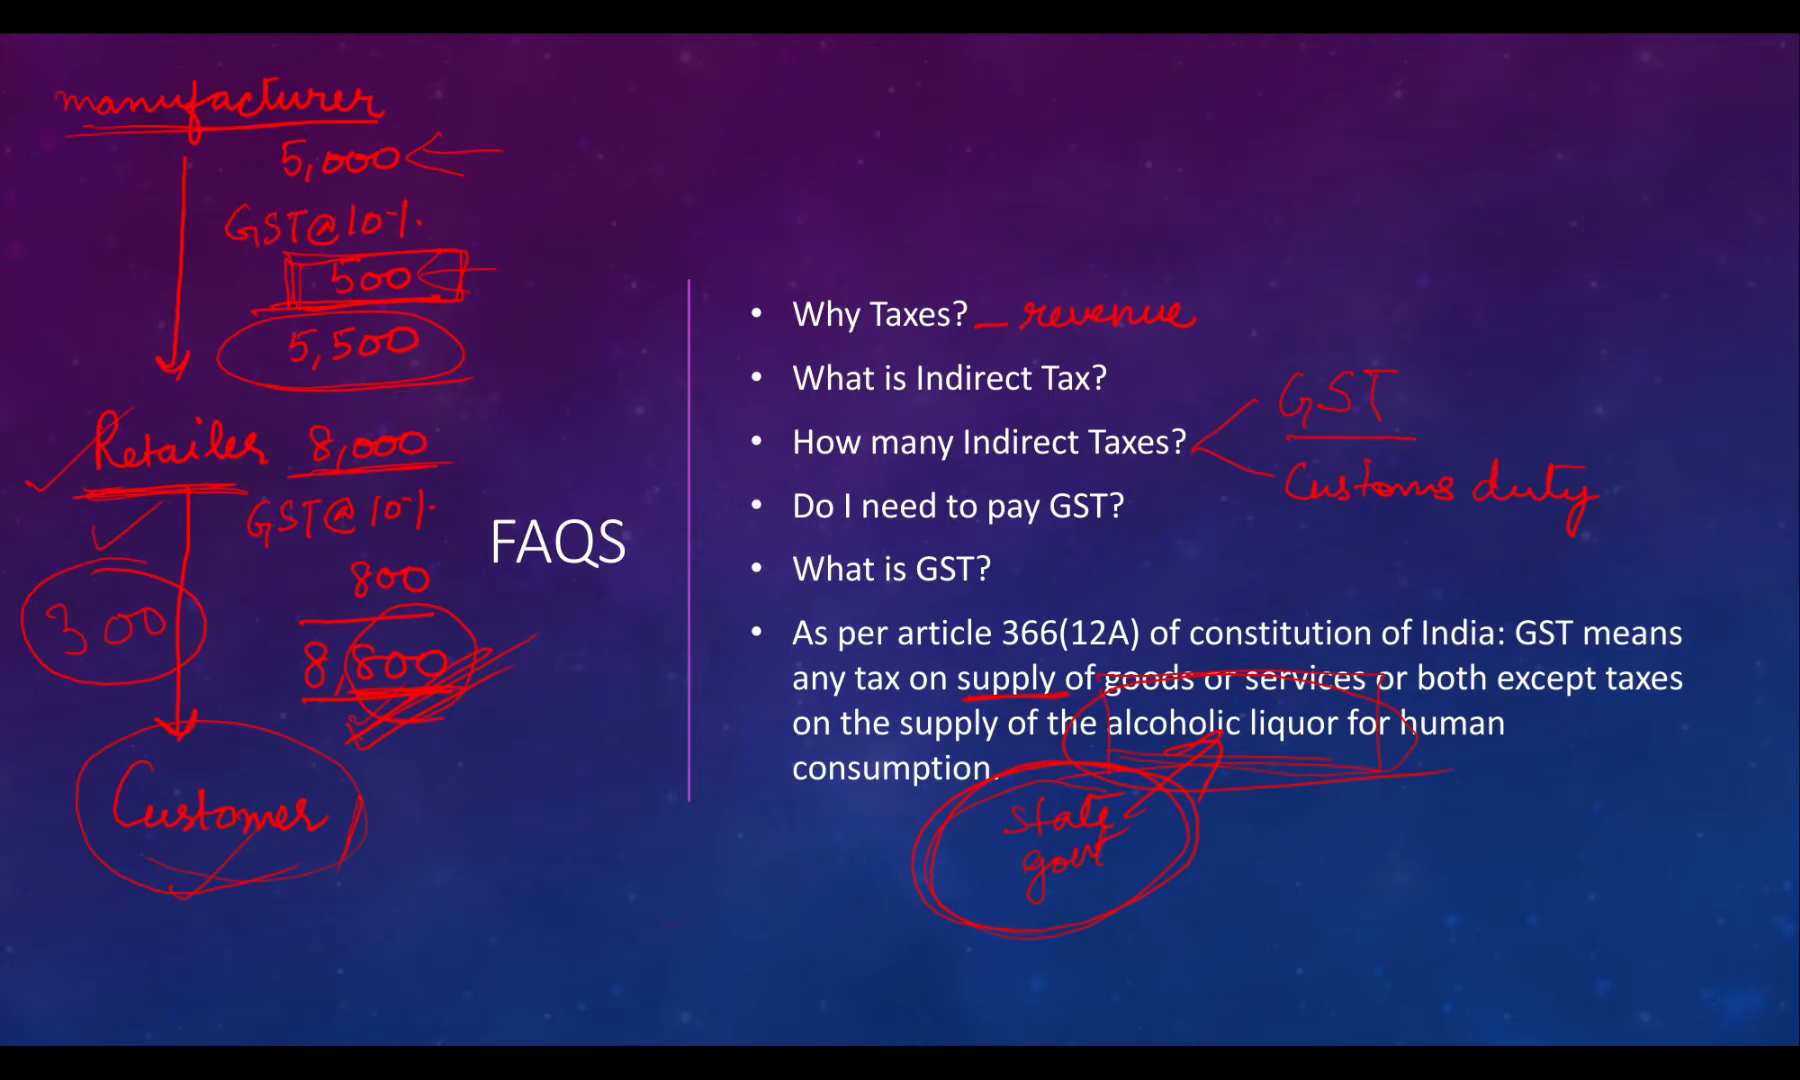 manufacturer
5,000
GST@10%
500
5,500
Retailer 8,000
GST@10%
800
8,800
300
Customer
FAQS
• Why Taxes? _ revenue
• What is Indirect Tax?
• How many Indirect Taxes?
GST
Customs duty
• Do I need to pay GST?
• What is GST?
• As per article 366(12A) of constitution of India: GST means
any tax on supply of goods or services or both except taxes
on the supply of the alcoholic liquor for human
consumption.
State
govt